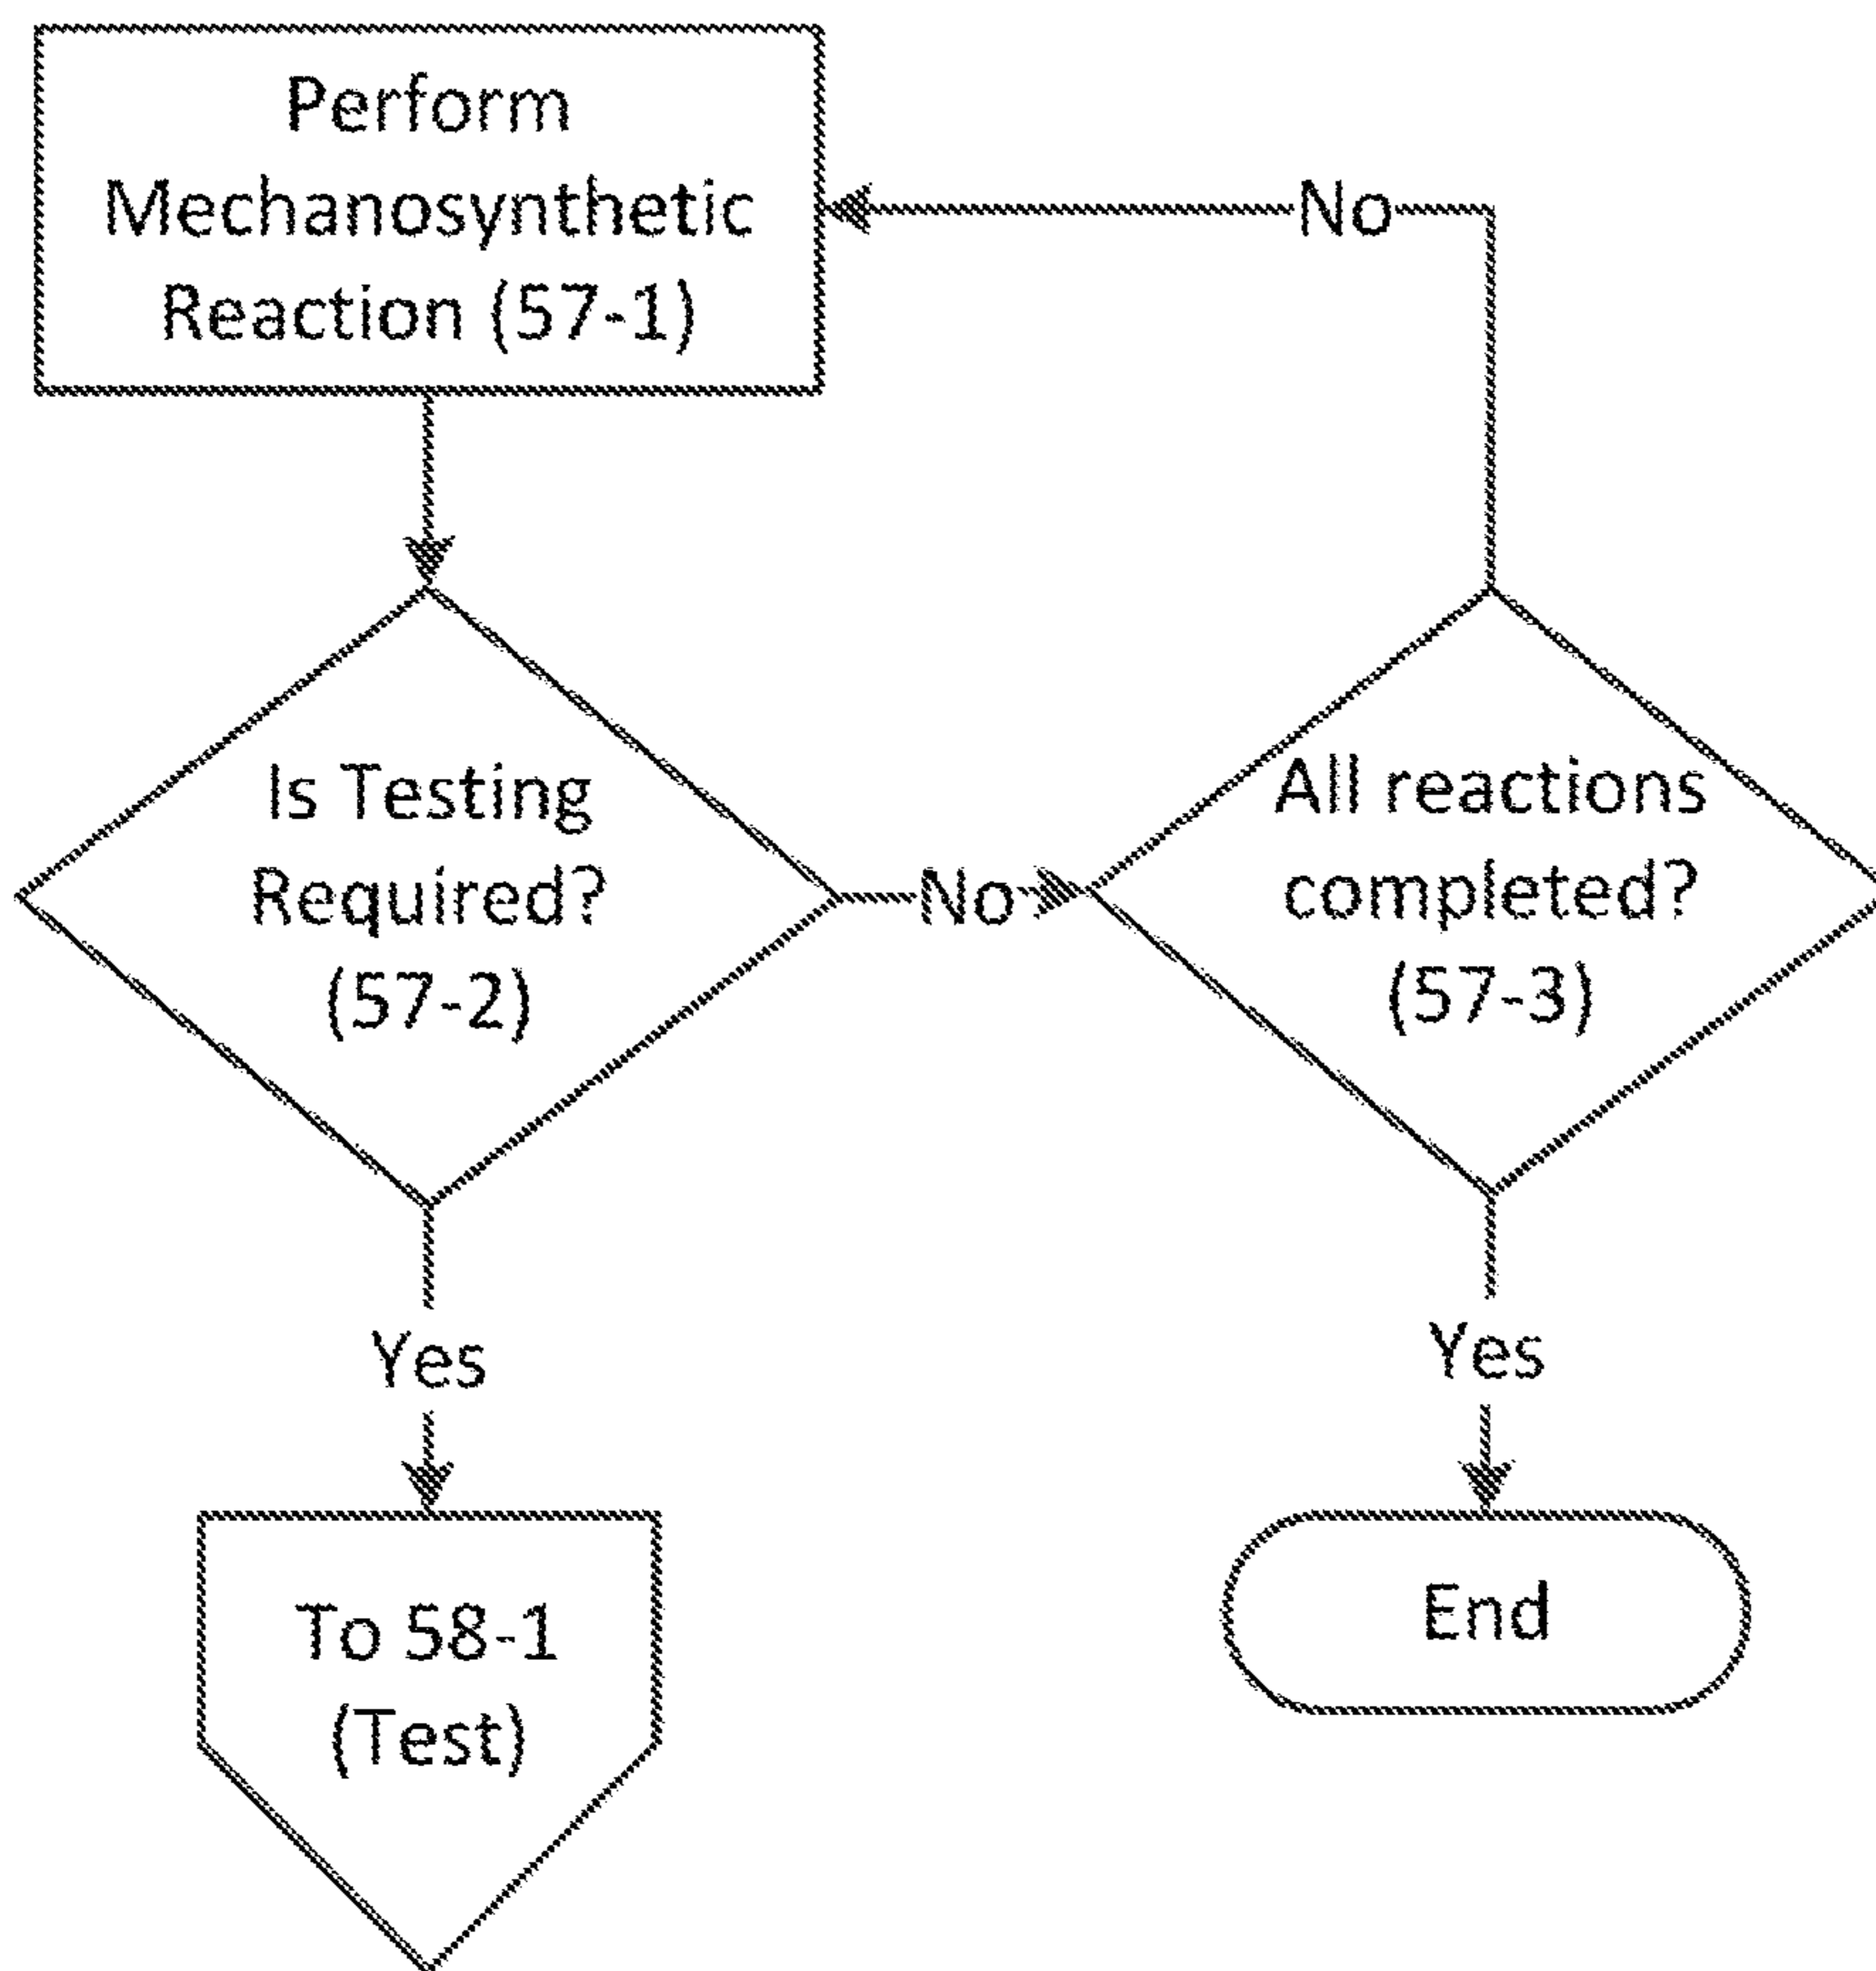 Perform
Mechanosynthetic
Reaction (57-1)
No
Is Testing
Required?
(57-2)
No
All reactions
completed?
(57-3)
Yes
Yes
To 58-1
(Test)
End